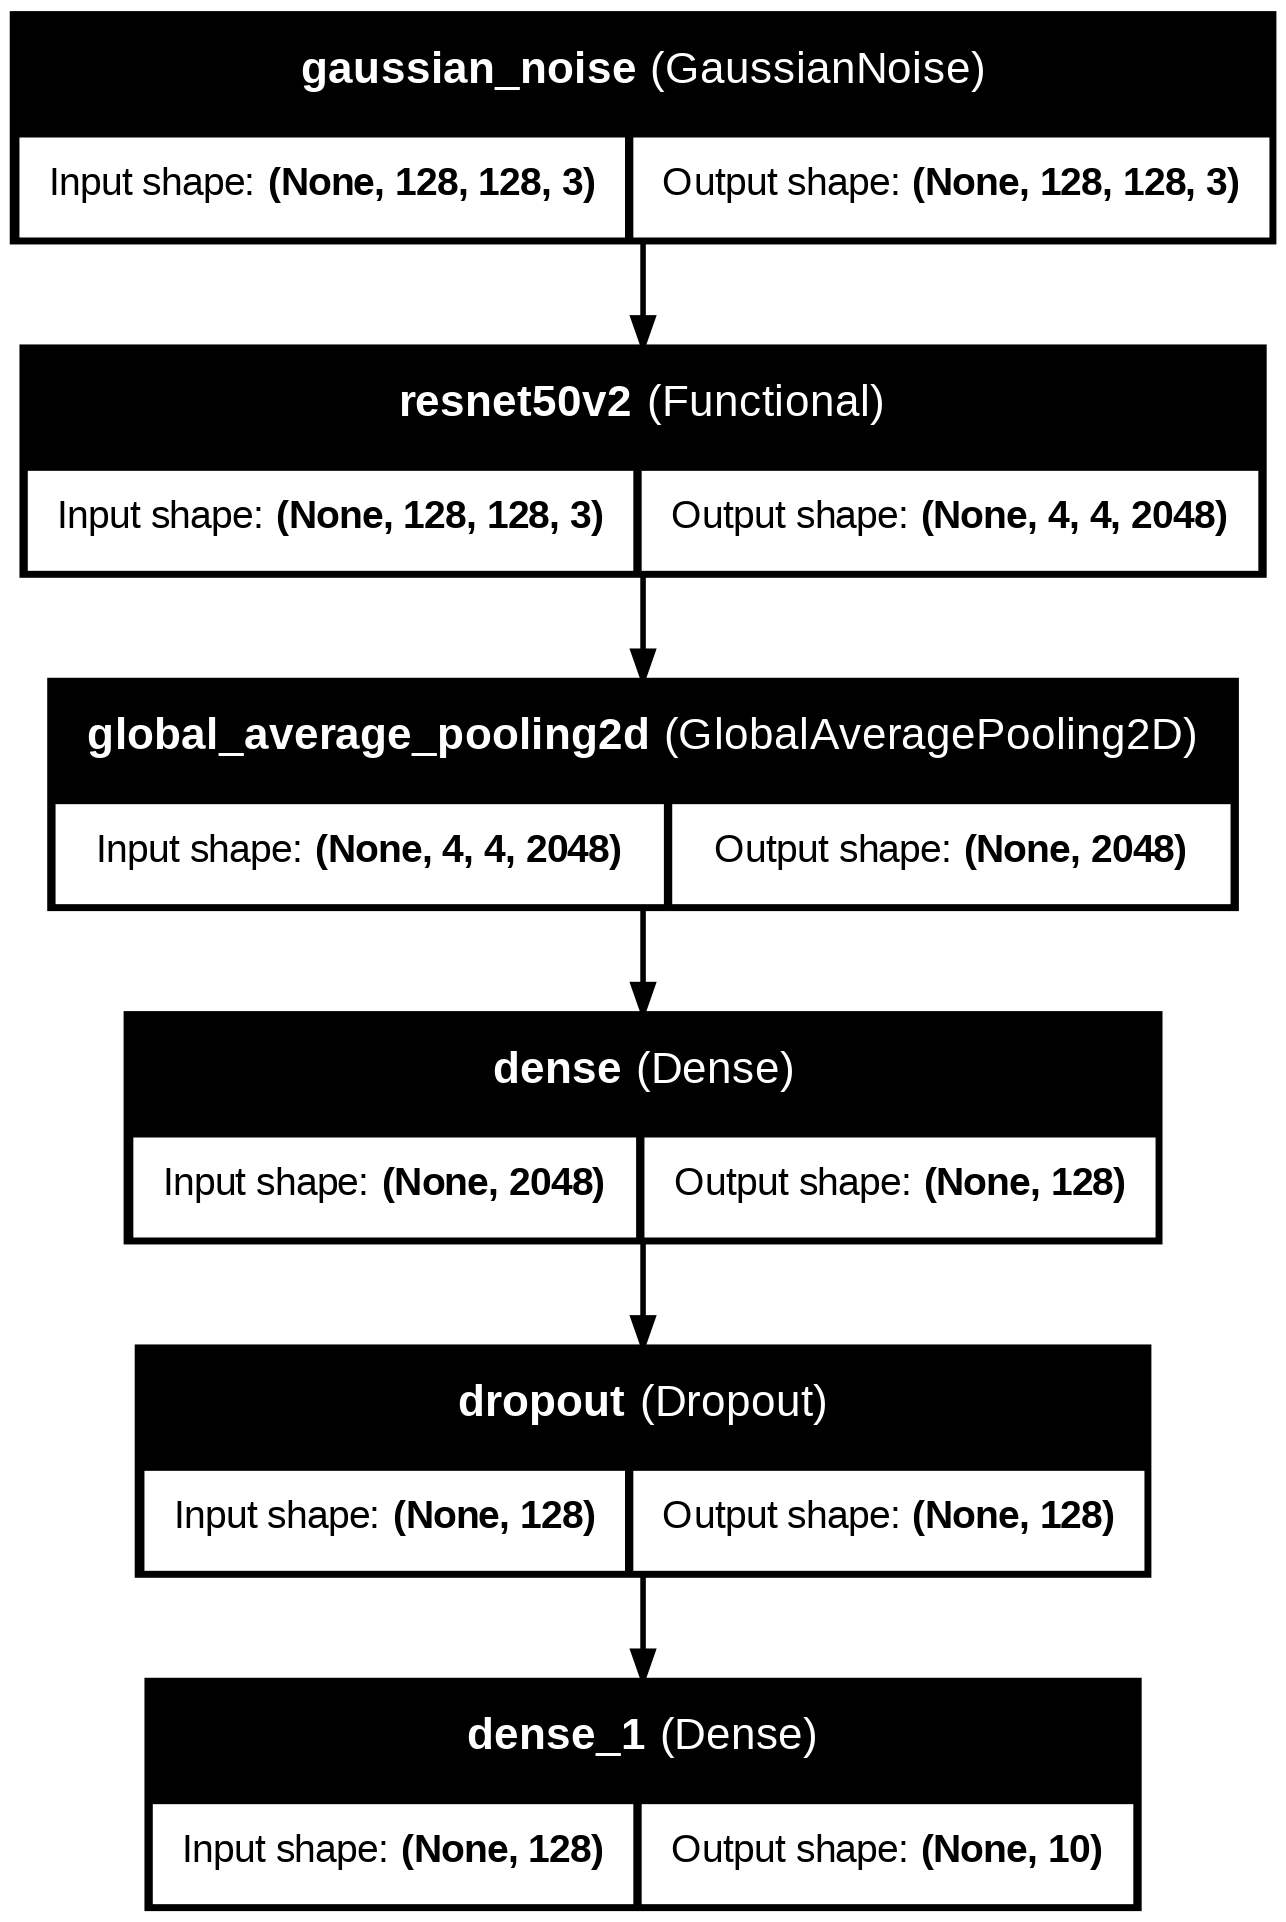 gaussian_noise (GaussianNoise)
Input shape: (None, 128, 128, 3) Output shape: (None, 128, 128, 3)
resnet50v2 (Functional)
Input shape: (None, 128, 128, 3) Output shape: (None, 4, 4, 2048)
global_average_pooling2d (GlobalAveragePooling2D)
Input shape: (None, 4, 4, 2048) Output shape: (None, 2048)
dense (Dense)
Input shape: (None, 2048) Output shape: (None, 128)
dropout (Dropout)
Input shape: (None, 128) Output shape: (None, 128)
dense_1 (Dense)
Input shape: (None, 128) Output shape: (None, 10)